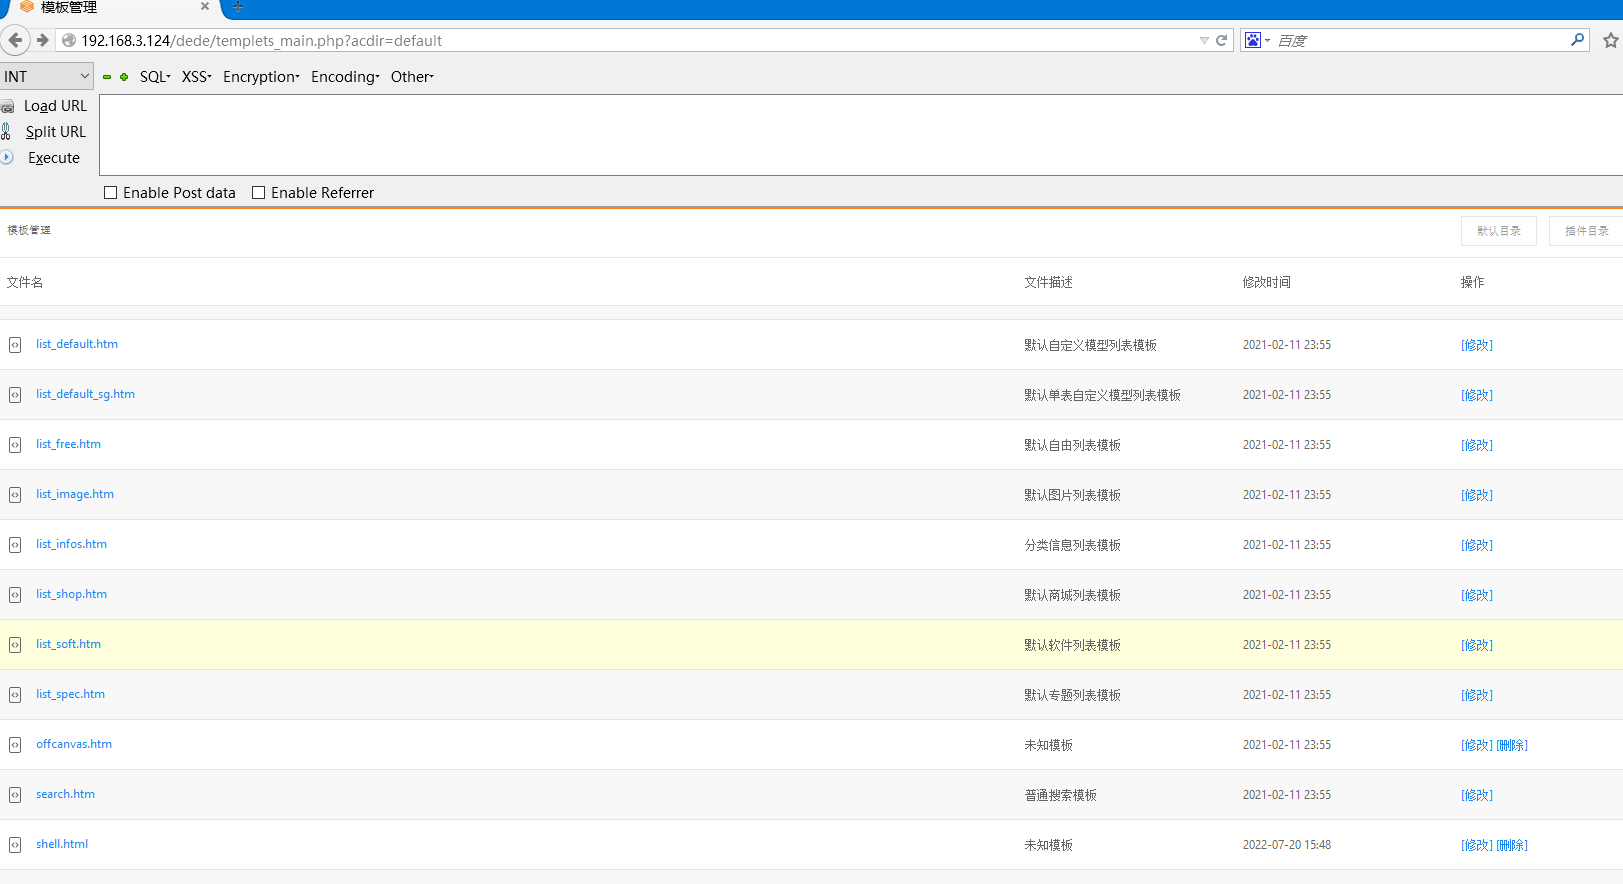 模板管理
192.168.3.124/dede/templets_main.php?acdir=default
百度
INT
SQL XSS Encryption Encoding Other
Load URL
Split URL
Execute
Enable Post data Enable Referrer
模板管理 默认目录 插件目录
文件名 文件描述 修改时间 操作
list_default.htm 默认自定义模型列表模板 2021-02-11 23:55 [修改]
list_default_sg.htm 默认单表自定义模型列表模板 2021-02-11 23:55 [修改]
list_free.htm 默认自由列表模板 2021-02-11 23:55 [修改]
list_image.htm 默认图片列表模板 2021-02-11 23:55 [修改]
list_infos.htm 分类信息列表模板 2021-02-11 23:55 [修改]
list_shop.htm 默认商城列表模板 2021-02-11 23:55 [修改]
list_soft.htm 默认软件列表模板 2021-02-11 23:55 [修改]
list_spec.htm 默认专题列表模板 2021-02-11 23:55 [修改]
offcanvas.htm 未知模板 2021-02-11 23:55 [修改] [删除]
search.htm 普通搜索模板 2021-02-11 23:55 [修改]
shell.html 未知模板 2022-07-20 15:48 [修改] [删除]